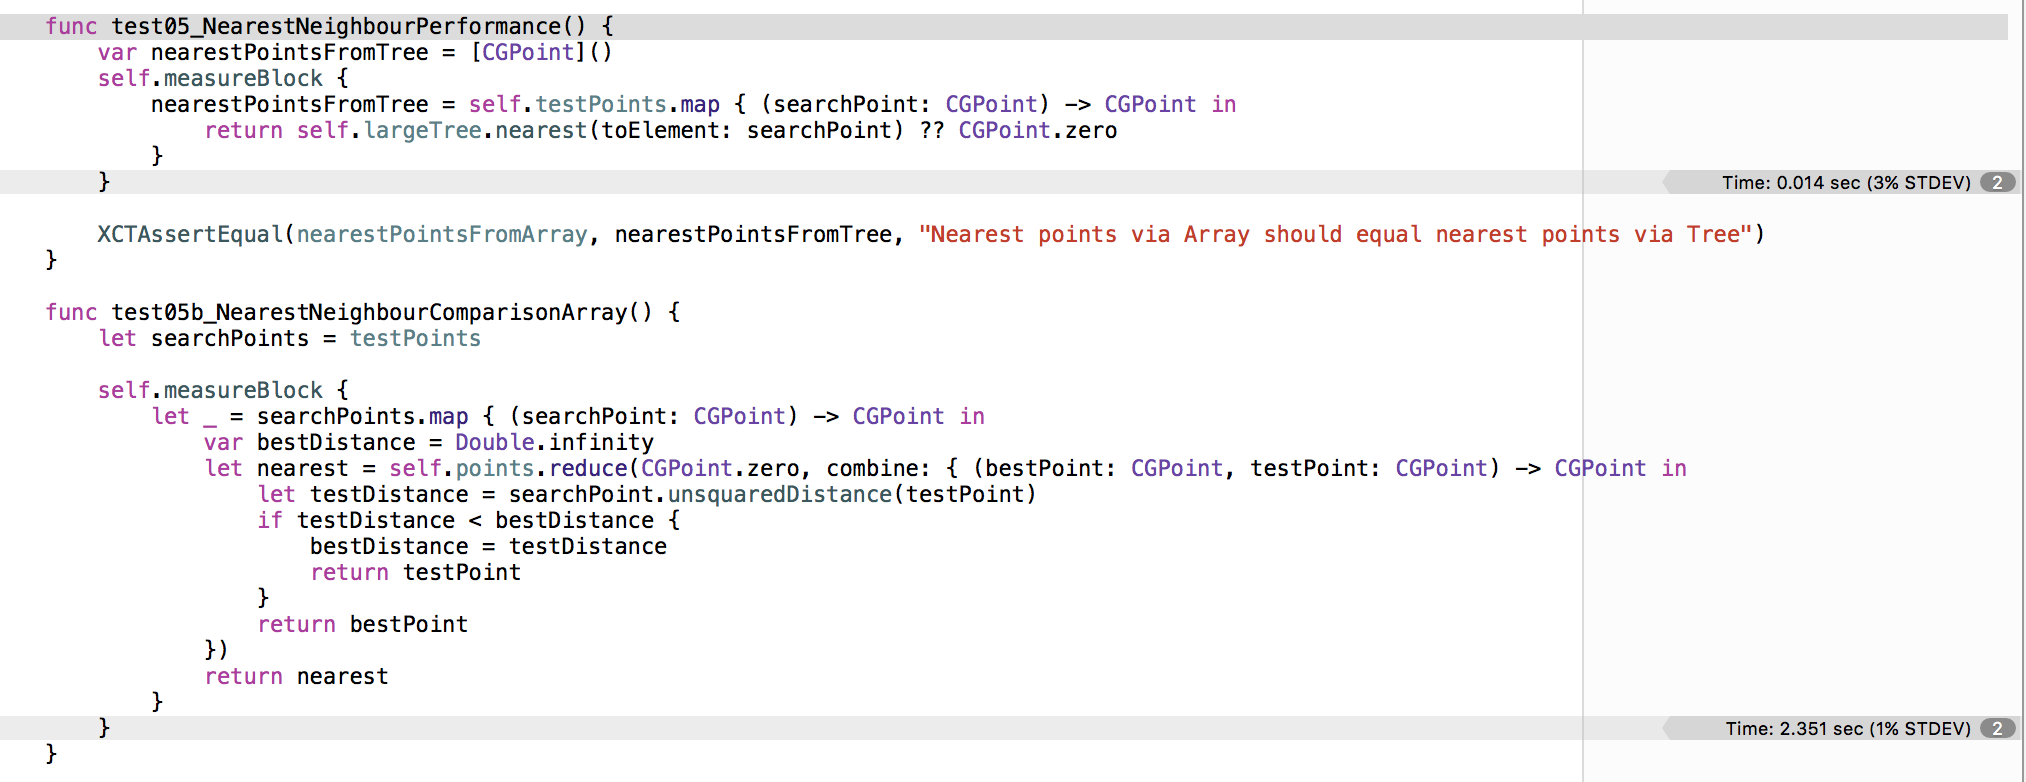 func test05_NearestNeighbourPerformance() {
    var nearestPointsFromTree = [CGPoint]()
    self.measureBlock {
        nearestPointsFromTree = self.testPoints.map { (searchPoint: CGPoint) -> CGPoint in
            return self.largeTree.nearest(toElement: searchPoint) ?? CGPoint.zero
        }
    }
Time: 0.014 sec (3% STDEV) 2
    XCTAssertEqual(nearestPointsFromArray, nearestPointsFromTree, "Nearest points via Array should equal nearest points via Tree")
}
func test05b_NearestNeighbourComparisonArray() {
    let searchPoints = testPoints
    self.measureBlock {
        let _ = searchPoints.map { (searchPoint: CGPoint) -> CGPoint in
            var bestDistance = Double.infinity
            let nearest = self.points.reduce(CGPoint.zero, combine: { (bestPoint: CGPoint, testPoint: CGPoint) -> CGPoint in
                let testDistance = searchPoint.unsquaredDistance(testPoint)
                if testDistance < bestDistance {
                    bestDistance = testDistance
                    return testPoint
                }
                return bestPoint
            })
            return nearest
        }
    }
Time: 2.351 sec (1% STDEV) 2
}